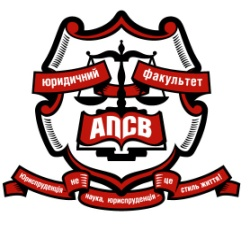 юридичний факультет
АПСВ
Юриспруденція не наука, юриспруденція це стиль життя!